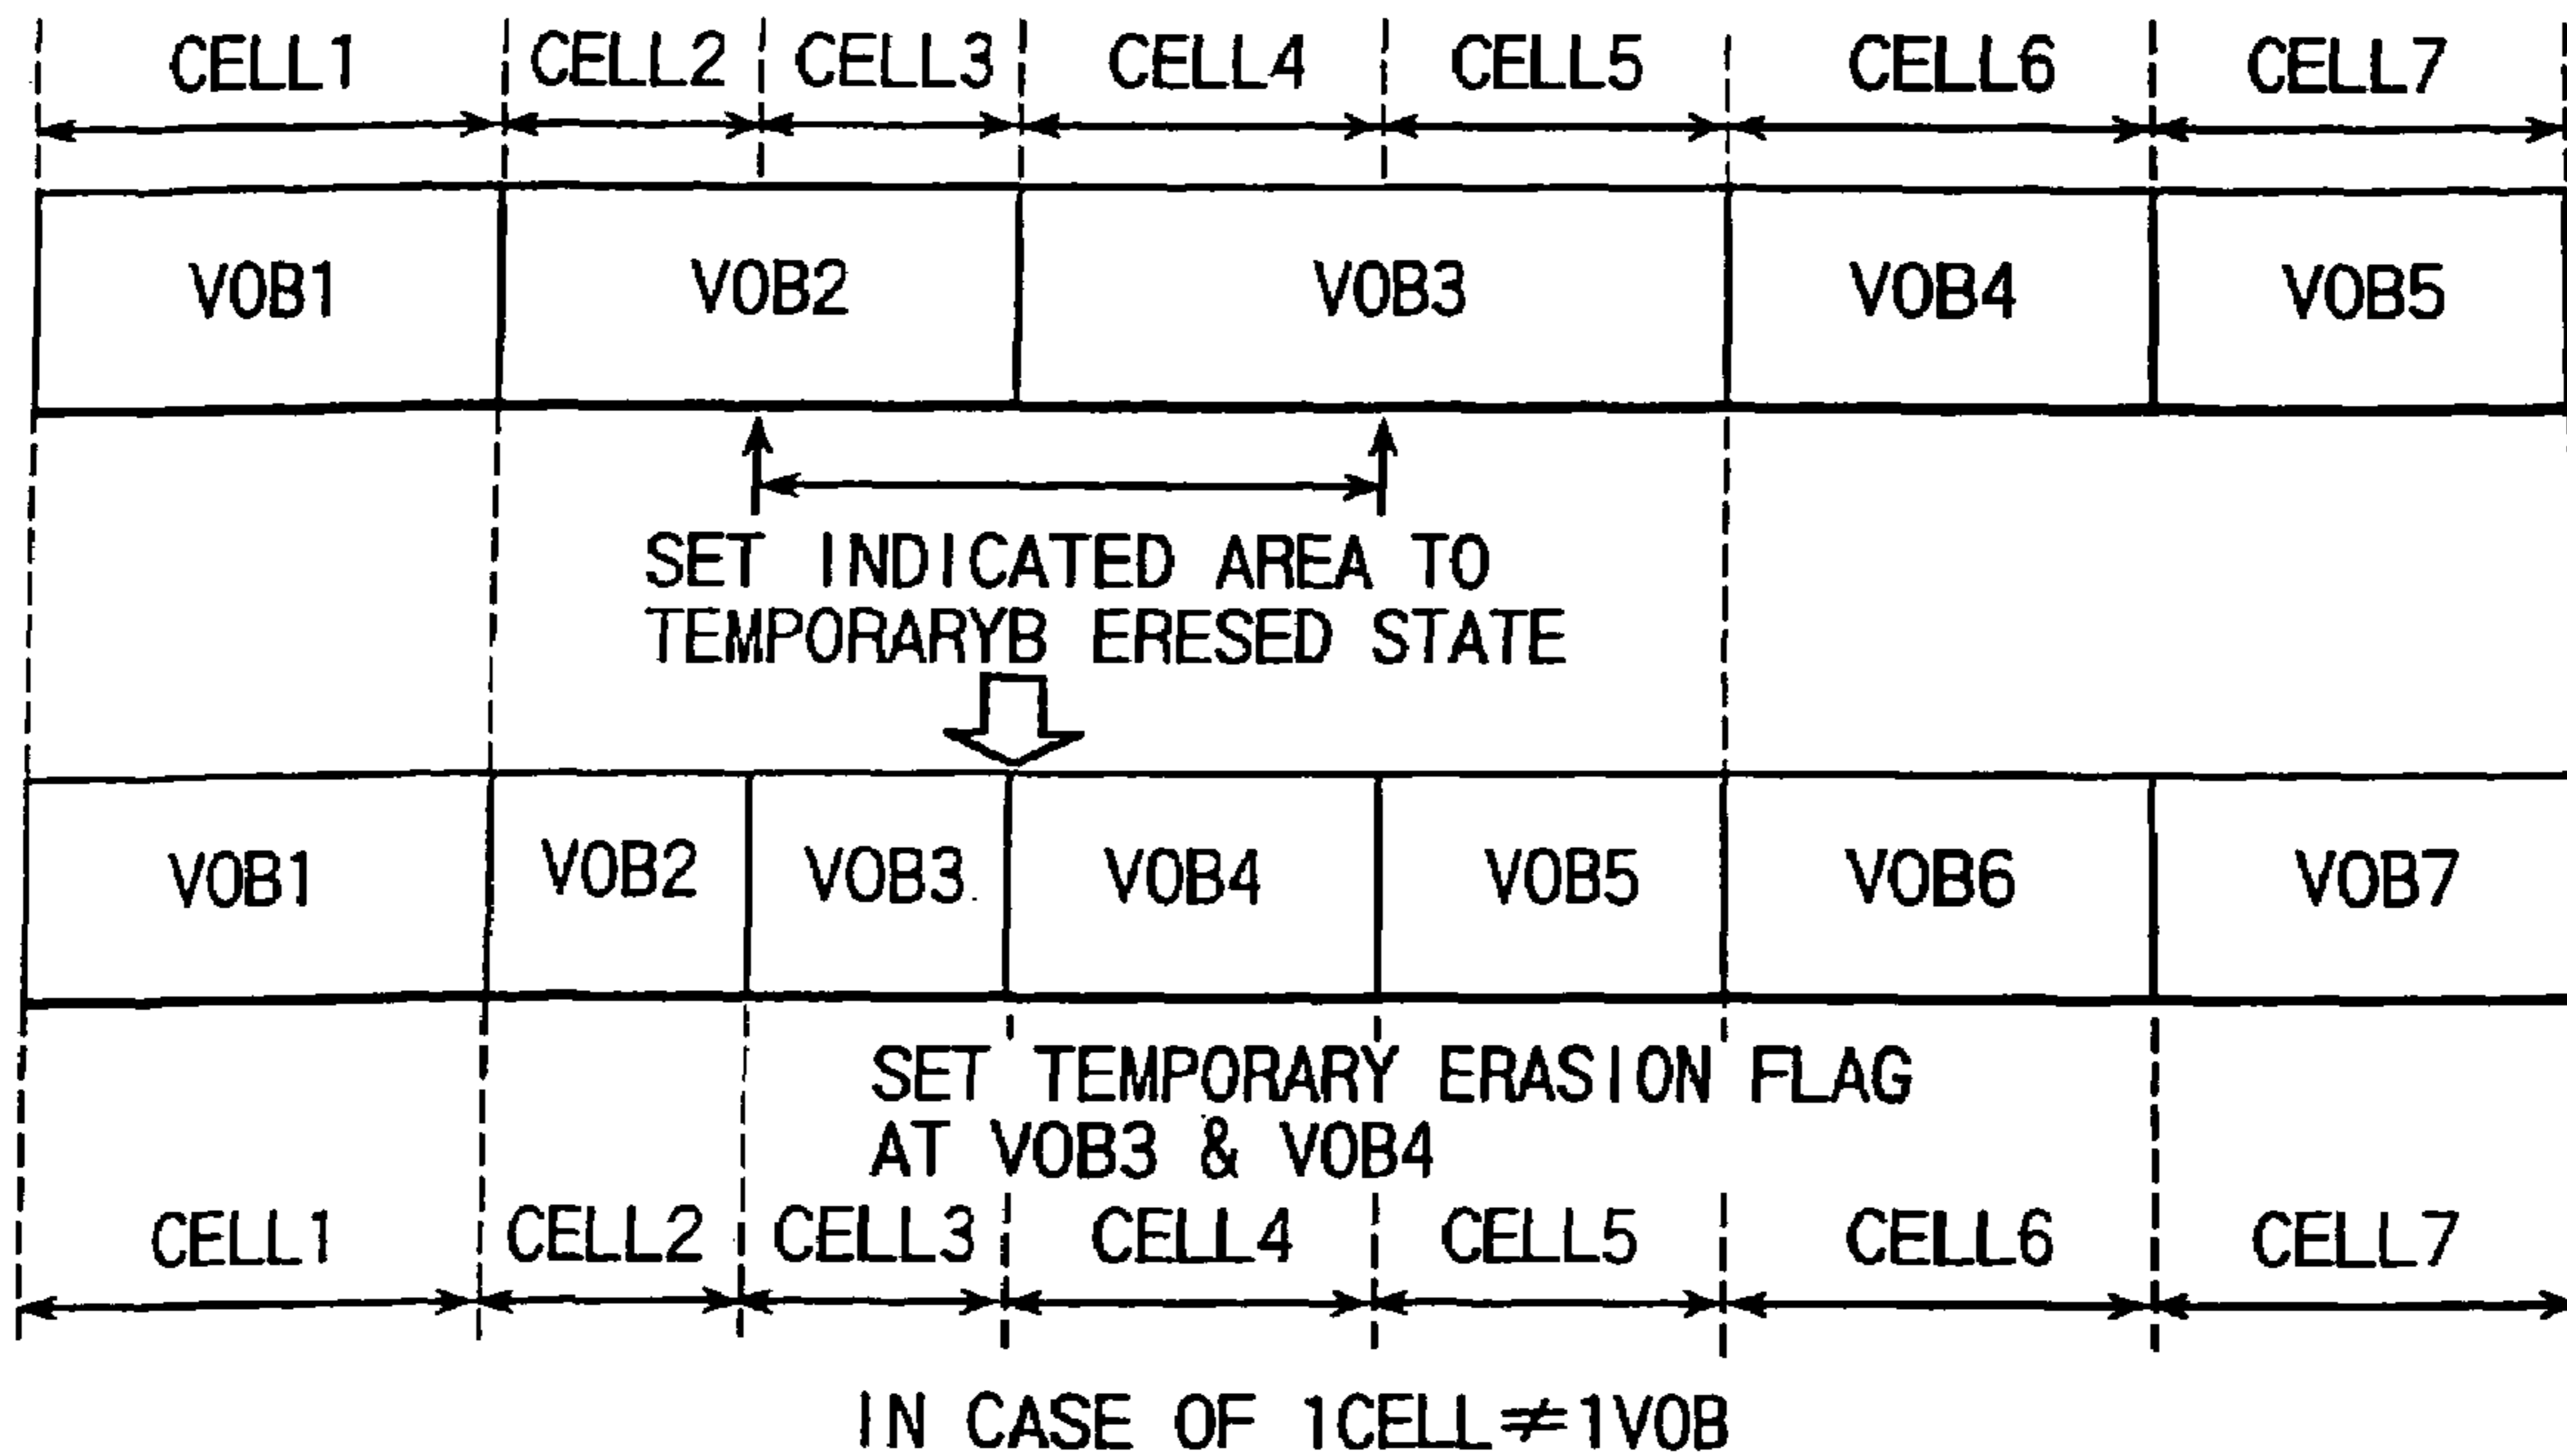 CELL1 CELL2 CELL3 CELL4 CELL5 CELL6 CELL7
VOB1 VOB2 VOB3 VOB4 VOB5
SET INDICATED AREA TO
TEMPORARYB ERESED STATE
VOB1 VOB2 VOB3 VOB4 VOB5 VOB6 VOB7
SET TEMPORARY ERASION FLAG
AT VOB3 & VOB4
CELL1 CELL2 CELL3 CELL4 CELL5 CELL6 CELL7
IN CASE OF 1CELL≠1VOB